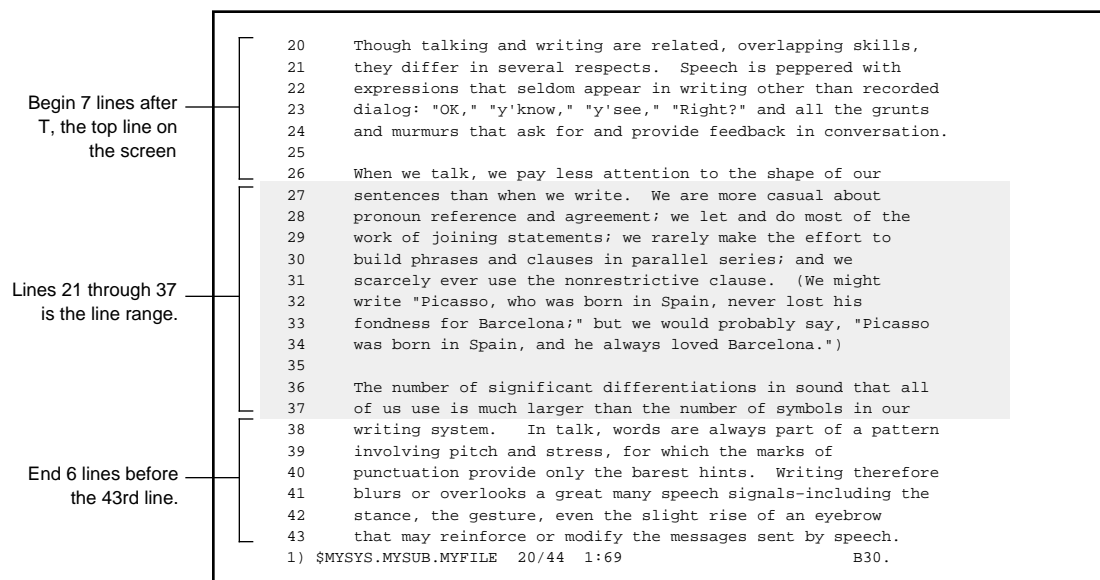 Begin 7 lines after
T, the top line on
the screen
Lines 21 through 37
is the line range.
End 6 lines before
the 43rd line.
20 Though talking and writing are related, overlapping skills,
21 they differ in several respects. Speech is peppered with
22 expressions that seldom appear in writing other than recorded
23 dialog: "OK," "y'know," "y'see," "Right?" and all the grunts
24 and murmurs that ask for and provide feedback in conversation.
25
26 When we talk, we pay less attention to the shape of our
27 sentences than when we write. We are more casual about
28 pronoun reference and agreement; we let and do most of the
29 work of joining statements; we rarely make the effort to
30 build phrases and clauses in parallel series; and we
31 scarcely ever use the nonrestrictive clause. (We might
32 write "Picasso, who was born in Spain, never lost his
33 fondness for Barcelona;" but we would probably say, "Picasso
34 was born in Spain, and he always loved Barcelona.")
35
36 The number of significant differentiations in sound that all
37 of us use is much larger than the number of symbols in our
38 writing system. In talk, words are always part of a pattern
39 involving pitch and stress, for which the marks of
40 punctuation provide only the barest hints. Writing therefore
41 blurs or overlooks a great many speech signals-including the
42 stance, the gesture, even the slight rise of an eyebrow
43 that may reinforce or modify the messages sent by speech.
1) $MYSYS.MYSUB.MYFILE 20/44 1:69 B30.